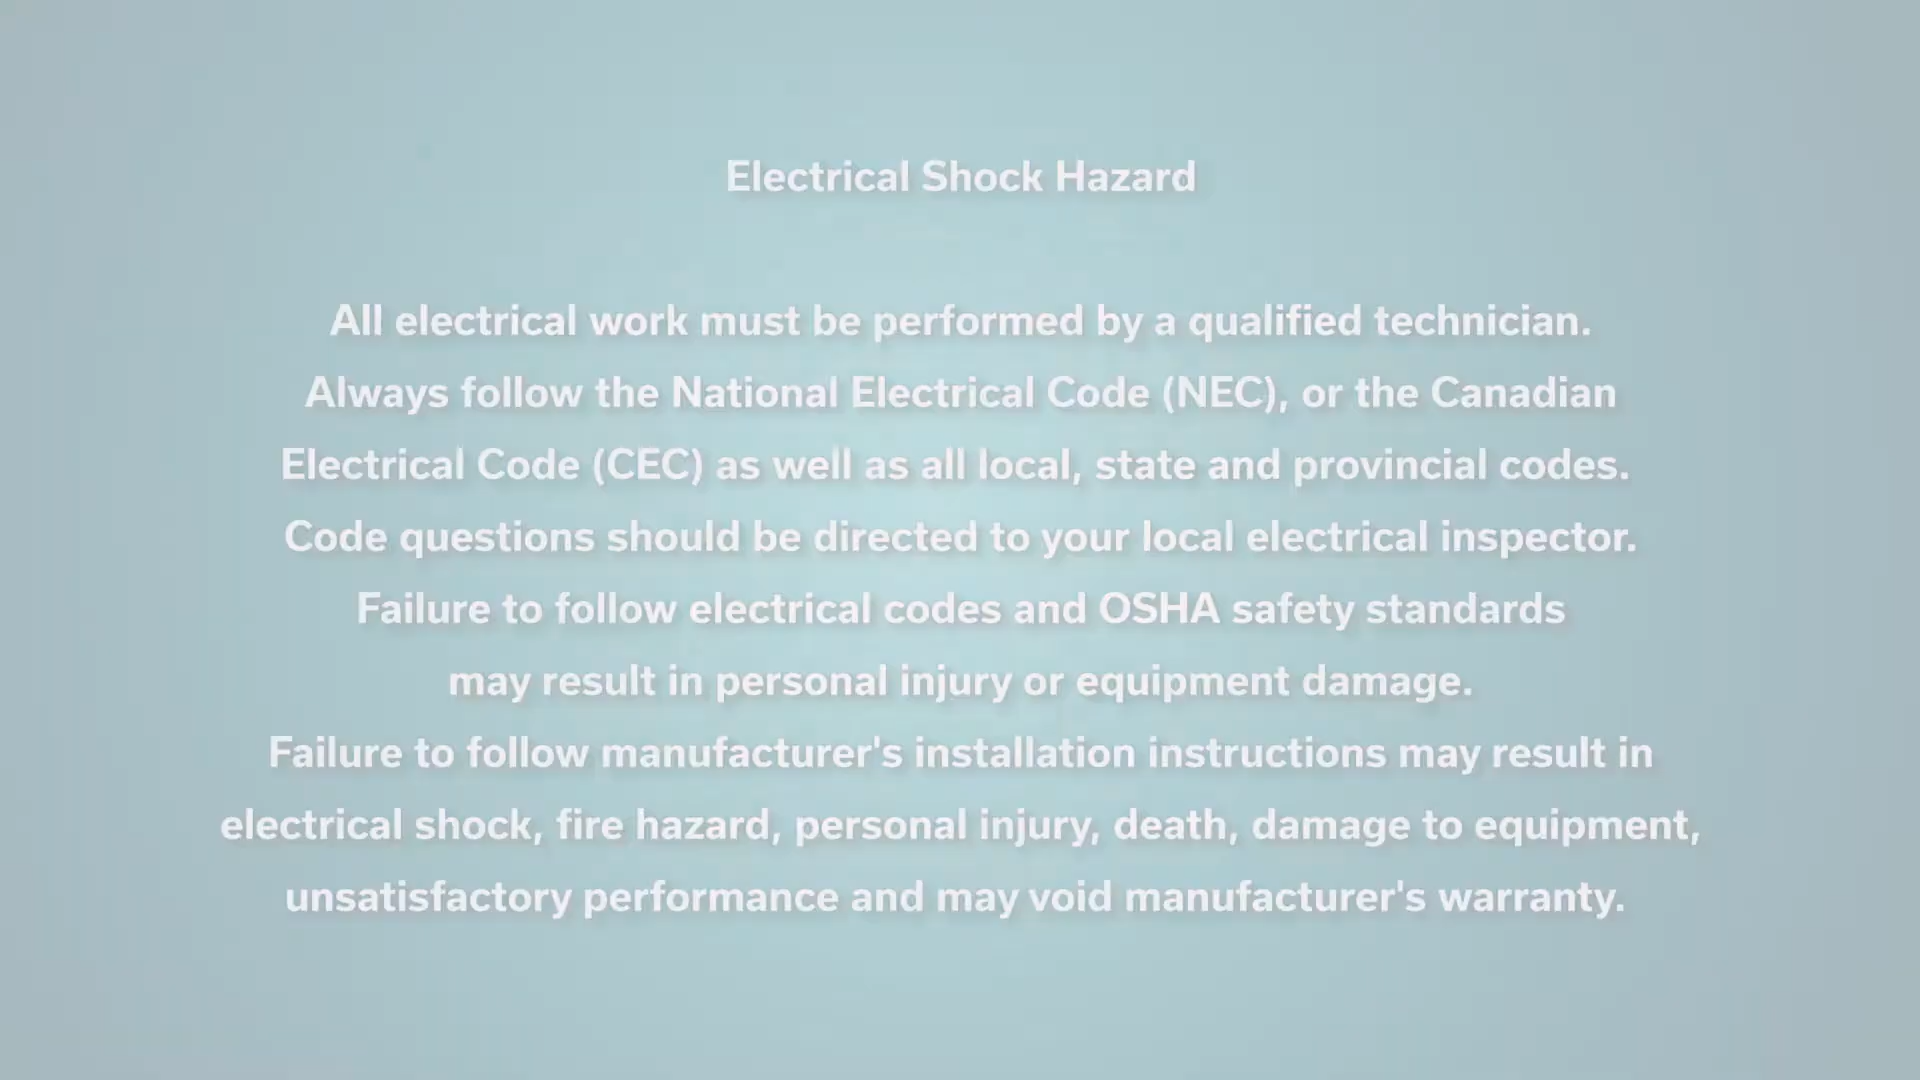 Electrical Shock Hazard
All electrical work must be performed by a qualified technician.
Always follow the National Electrical Code (NEC), or the Canadian
Electrical Code (CEC) as well as all local, state and provincial codes.
Code questions should be directed to your local electrical inspector.
Failure to follow electrical codes and OSHA safety standards
may result in personal injury or equipment damage.
Failure to follow manufacturer's installation instructions may result in
electrical shock, fire hazard, personal injury, death, damage to equipment,
unsatisfactory performance and may void manufacturer's warranty.